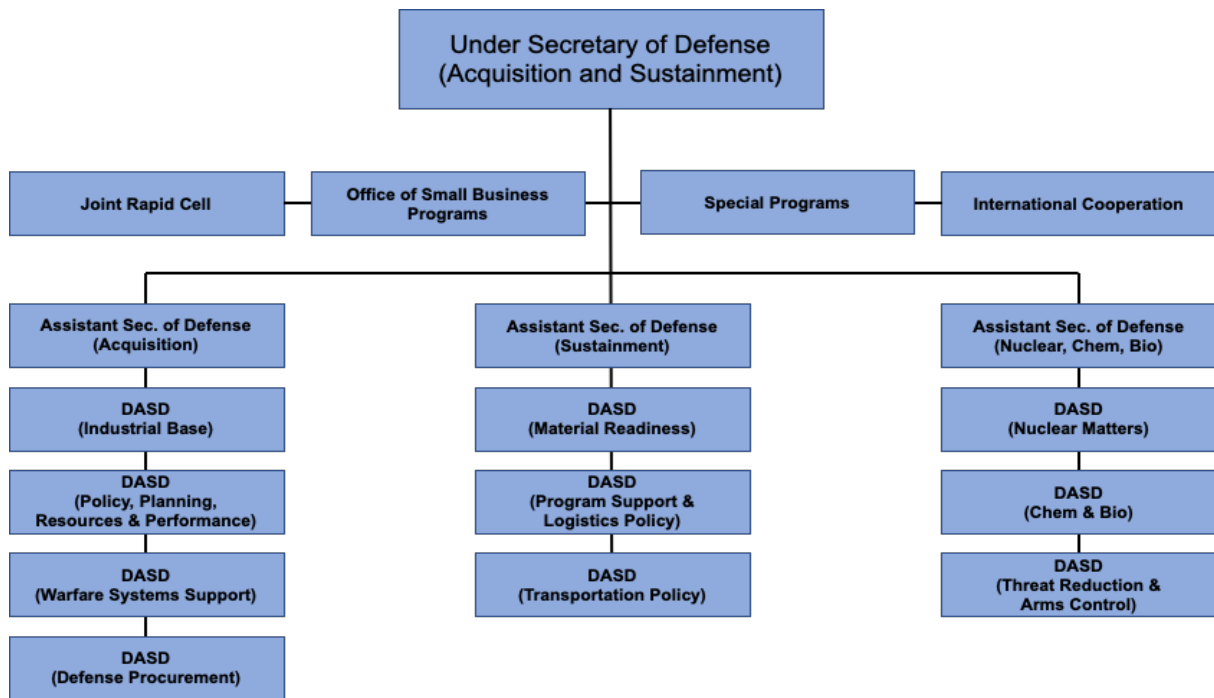 Under Secretary of Defense
(Acquisition and Sustainment)
Joint Rapid Cell
Office of Small Business
Programs
Special Programs
International Cooperation
Assistant Sec. of Defense
(Acquisition)
Assistant Sec. of Defense
(Sustainment)
Assistant Sec. of Defense
(Nuclear, Chem, Bio)
DASD
(Industrial Base)
DASD
(Material Readiness)
DASD
(Nuclear Matters)
DASD
(Policy, Planning,
Resources & Performance)
DASD
(Program Support &
Logistics Policy)
DASD
(Chem & Bio)
DASD
(Warfare Systems Support)
DASD
(Transportation Policy)
DASD
(Threat Reduction &
Arms Control)
DASD
(Defense Procurement)